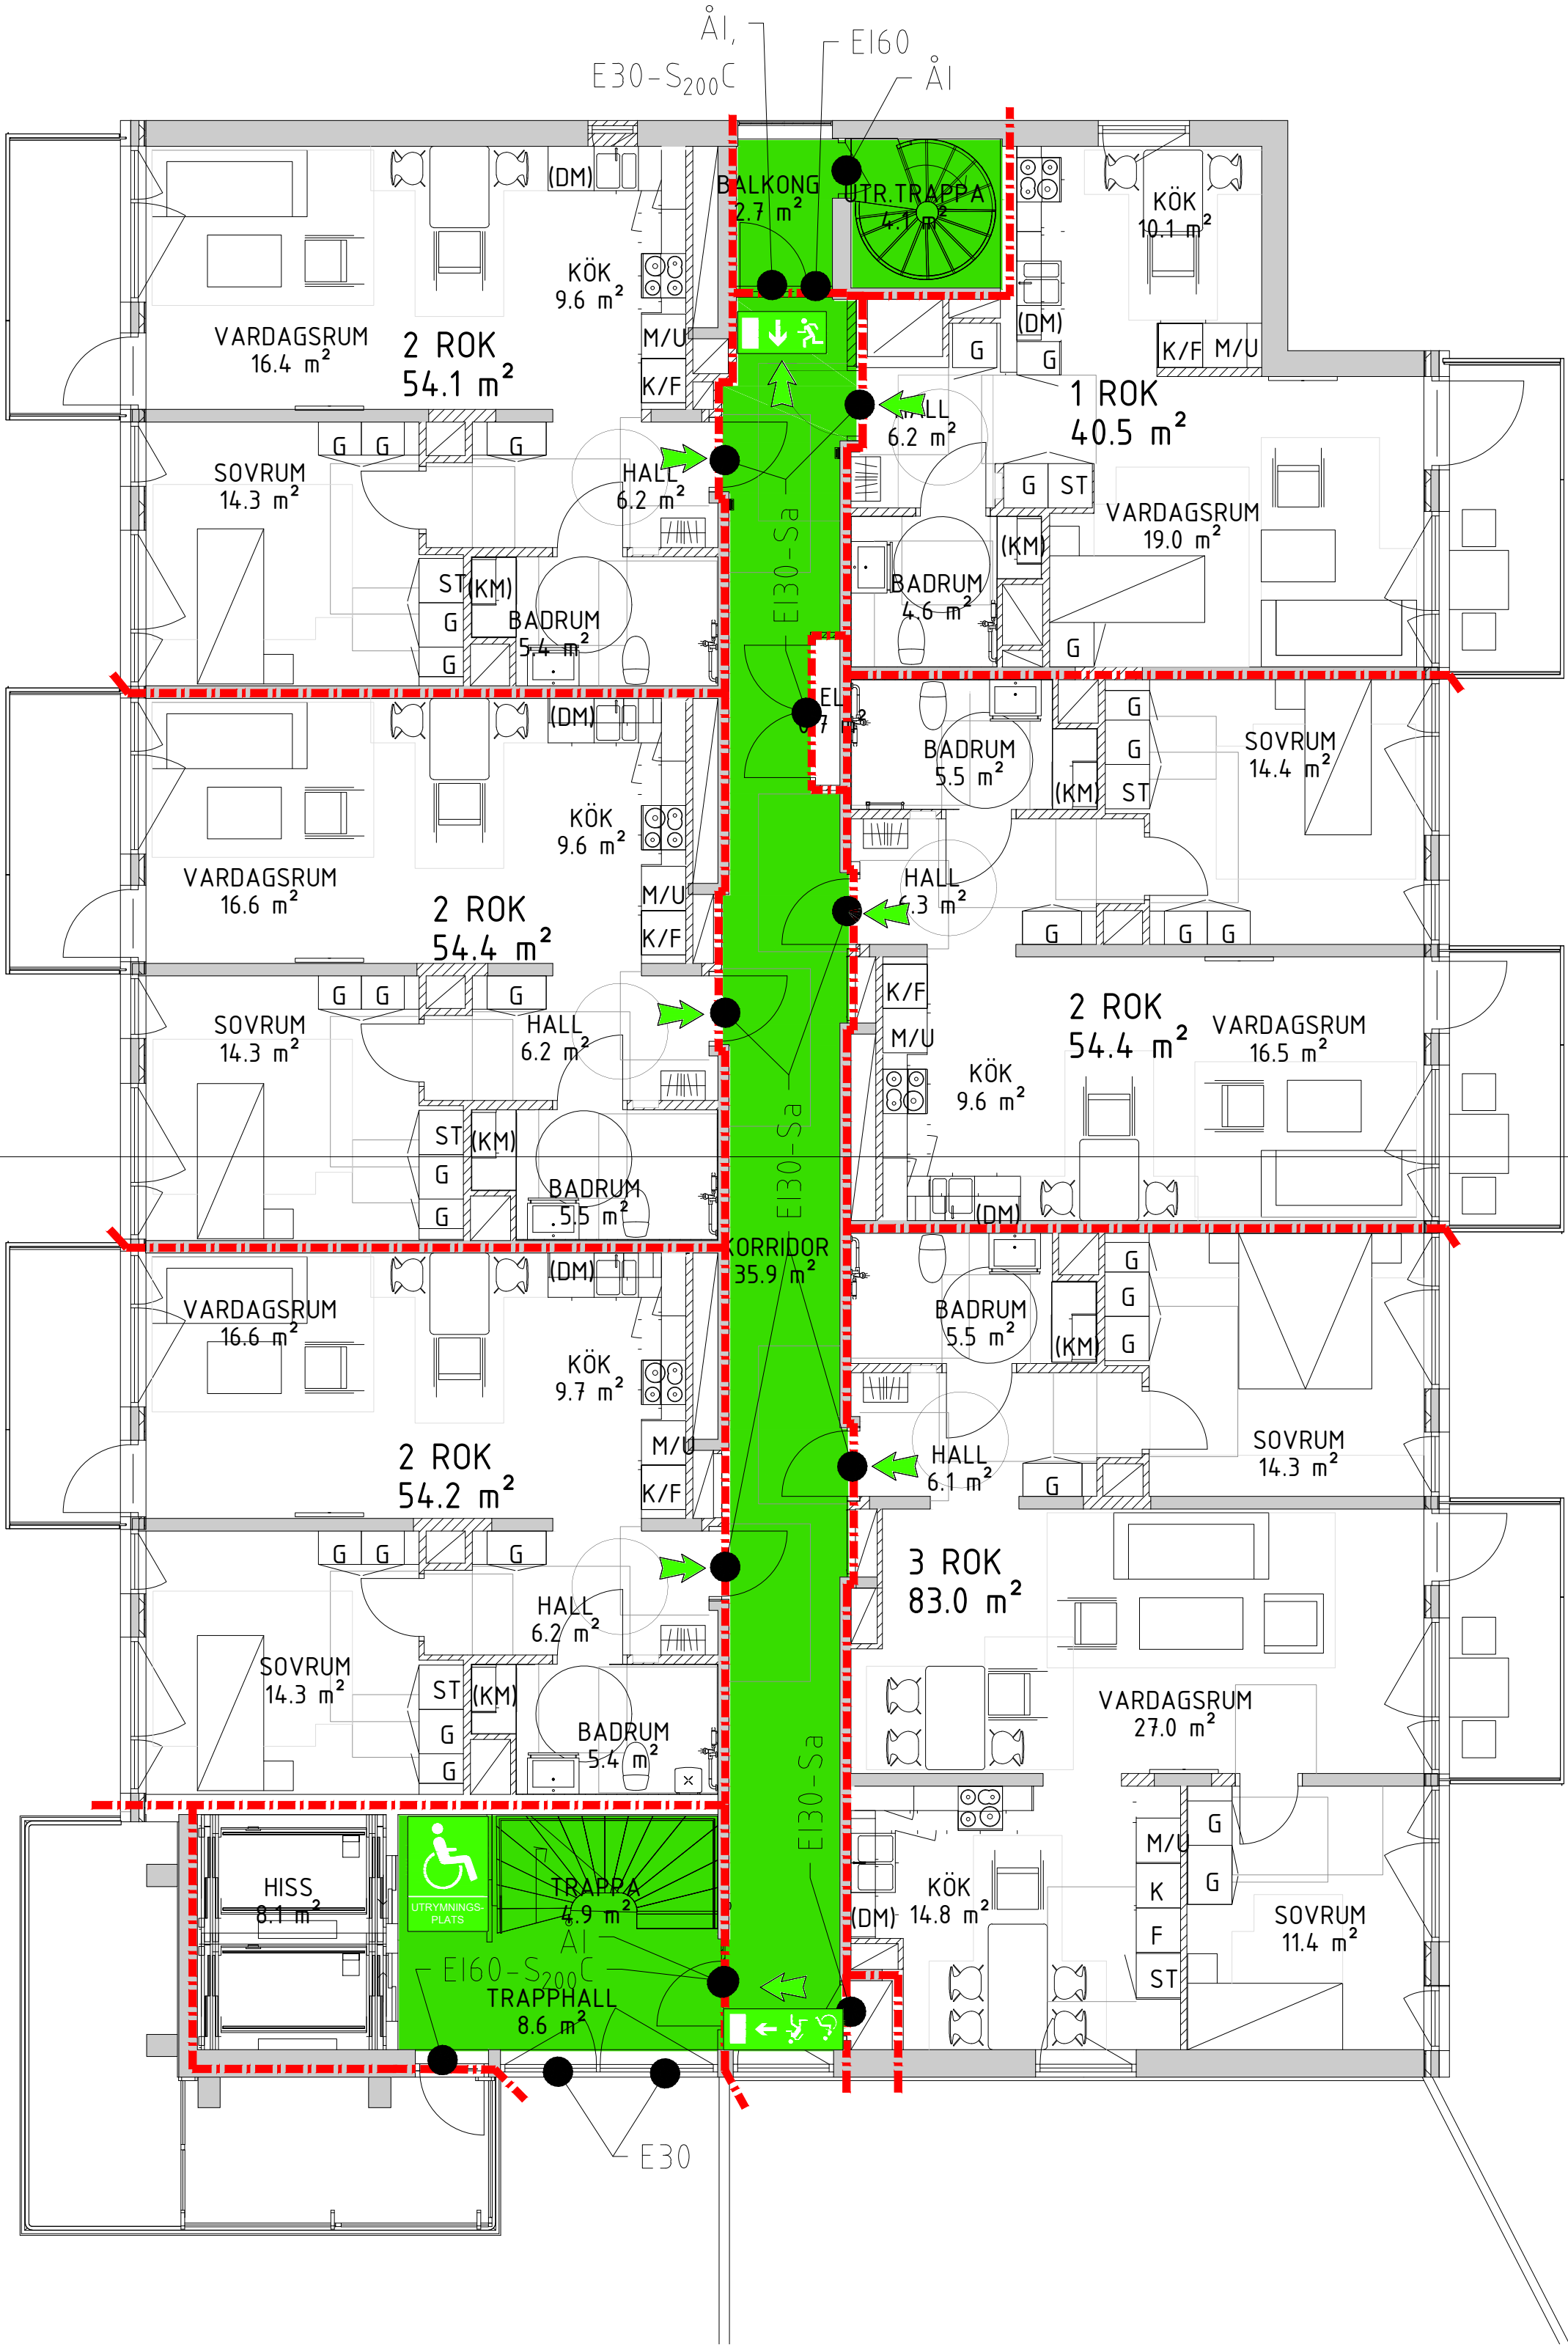 ÅI,
E30-S200C
EI60
ÅI
BALKONG
2.7 m²
UTR.TRAPPA
4.1 m²
(DM)
KÖK
9.6 m²
VARDAGSRUM
16.4 m²
2 ROK
54.1 m²
M/U
K/F
KÖK
10.1 m²
(DM)
G
G
K/F
M/U
1 ROK
40.5 m²
HALL
6.2 m²
G
G
G
SOVRUM
14.3 m²
HALL
6.2 m²
G
ST
VARDAGSRUM
19.0 m²
EI30-Sa
(KM)
BADRUM
4.6 m²
G
ST
(KM)
G
G
BADRUM
5.4 m²
EL
0.7 m²
(DM)
KÖK
9.6 m²
VARDAGSRUM
16.6 m²
2 ROK
54.4 m²
M/U
K/F
BADRUM
5.5 m²
(KM)
G
G
ST
SOVRUM
14.4 m²
HALL
6.3 m²
G
G
G
G
G
G
SOVRUM
14.3 m²
HALL
6.2 m²
K/F
M/U
2 ROK
54.4 m²
VARDAGSRUM
16.5 m²
KÖK
9.6 m²
(DM)
EI30-Sa
ST
(KM)
G
G
BADRUM
5.5 m²
KORRIDOR
35.9 m²
(DM)
VARDAGSRUM
16.6 m²
KÖK
9.7 m²
2 ROK
54.2 m²
M/U
K/F
G
G
G
BADRUM
5.5 m²
(KM)
HALL
6.1 m²
G
SOVRUM
14.3 m²
G
G
G
HALL
6.2 m²
SOVRUM
14.3 m²
ST
(KM)
G
G
BADRUM
5.4 m²
3 ROK
83.0 m²
VARDAGSRUM
27.0 m²
EI30-Sa
M/U
K
F
ST
G
G
KÖK
14.8 m²
(DM)
SOVRUM
11.4 m²
HISS
8.1 m²
UTRYMNINGS-
PLATS
TRAPPA
4.9 m²
ÅI
EI60-S200C
TRAPPHALL
8.6 m²
E30